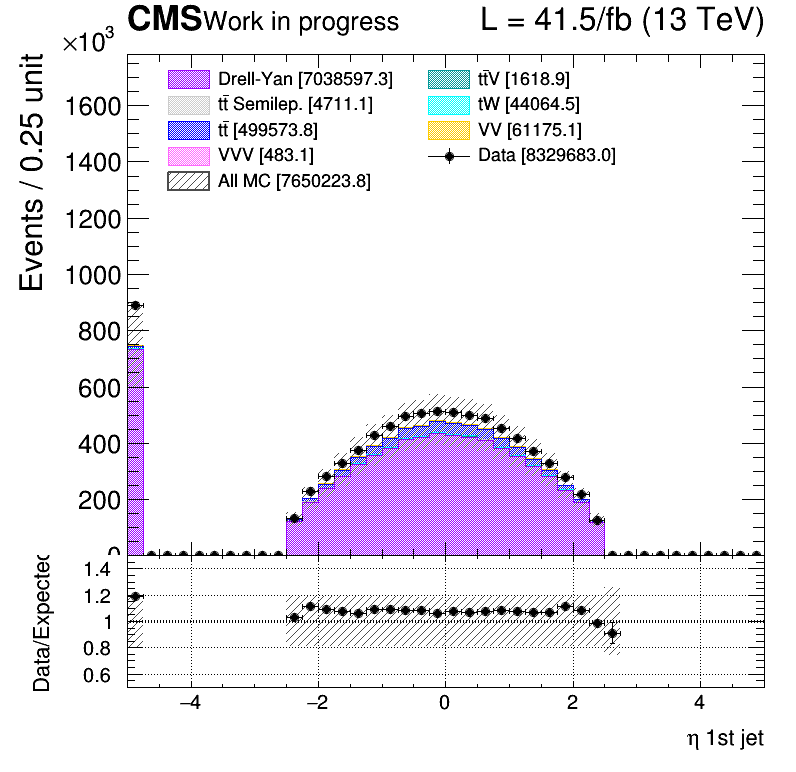 CMS Work in progress L = 41.5/fb (13 TeV)
×10³
Events / 0.25 unit
Drell-Yan [7038597.3] tt̄V [1618.9]
tt̄ Semilep. [4711.1] tW [44064.5]
tt̄ [499573.8] VV [61175.1]
VVV [483.1] Data [8329683.0]
All MC [7650223.8]
1600
1400
1200
1000
800
600
400
200
0
Data/Expected
1.4
1.2
1
0.8
0.6
−4 −2 0 2 4
η 1st jet